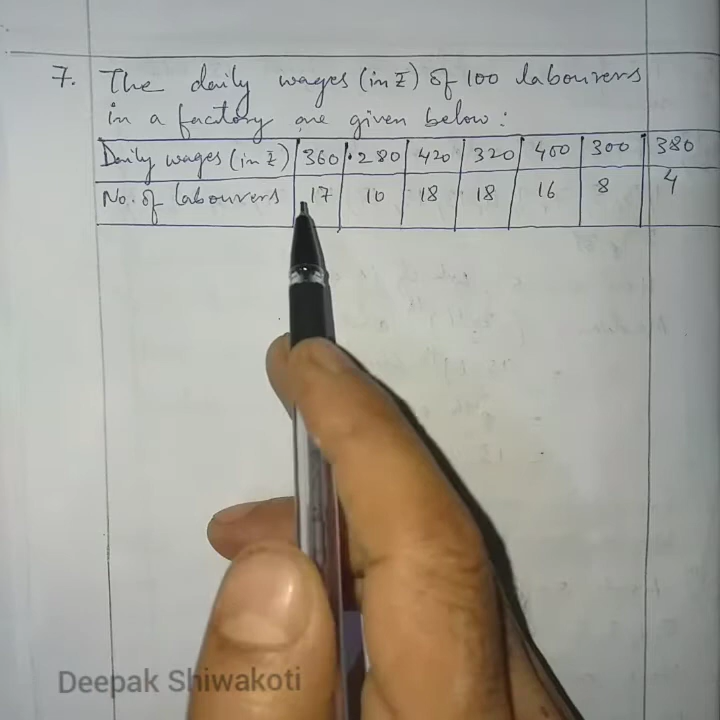 7. The daily wages (in ₹) of 100 labourers
in a factory are given below:
Daily wages (in ₹) 360 280 420 320 400 300 380
No. of labourers 17 10 18 18 16 8 4
Deepak Shiwakoti